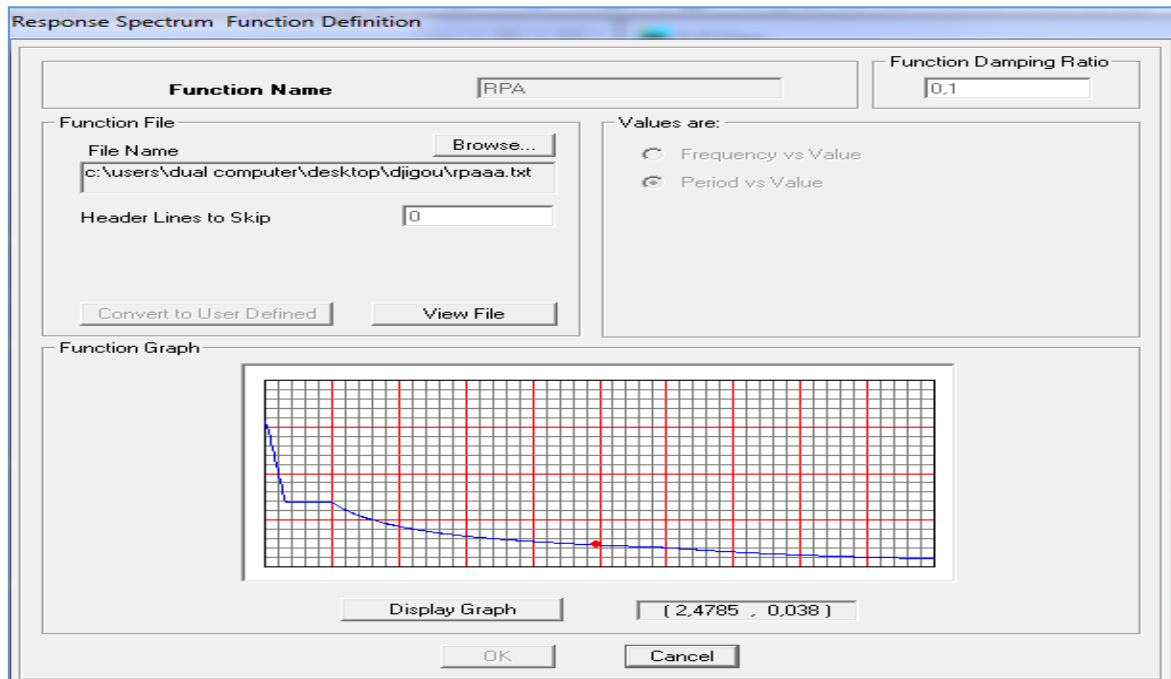 Response Spectrum Function Definition
Function Name
RPA
Function Damping Ratio
0,1
Function File
File Name
Browse...
c:\users\dual computer\desktop\djigou\rpaaa.txt
Header Lines to Skip
0
Convert to User Defined
View File
Values are:
Frequency vs Value
Period vs Value
Function Graph
Display Graph
( 2,4785 , 0,038 )
OK
Cancel